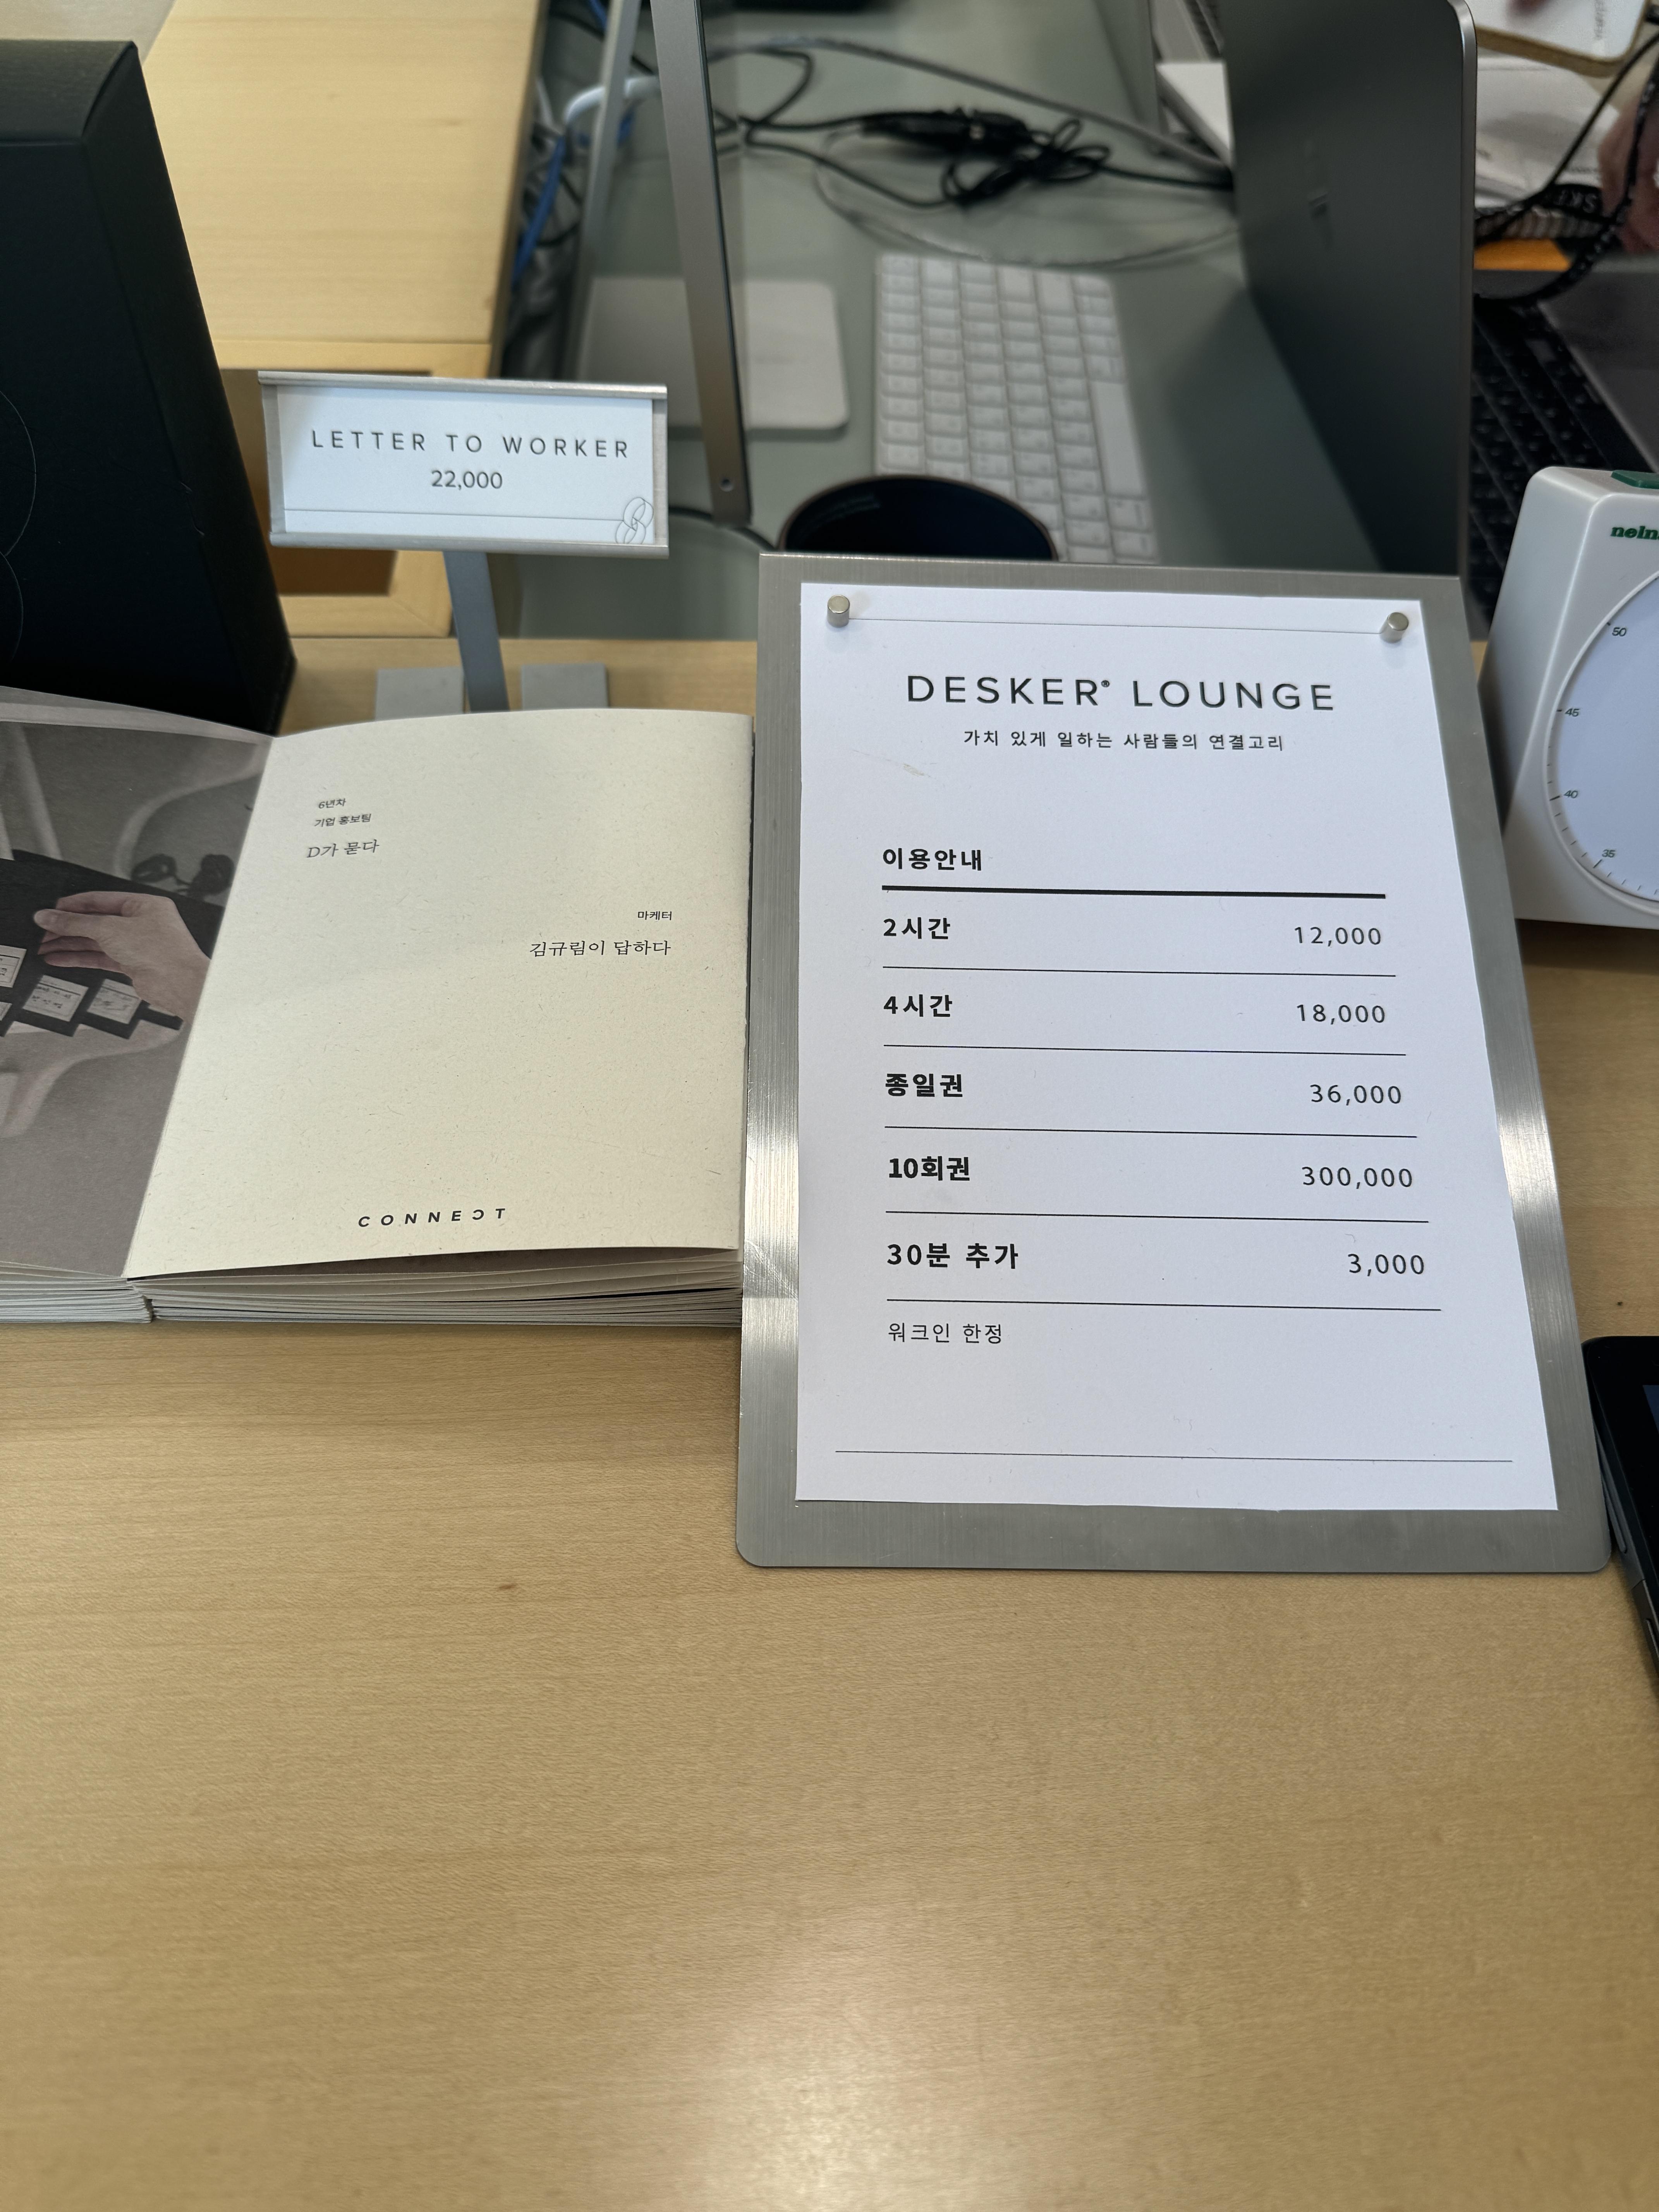 LETTER TO WORKER
22,000
6년차
기업 홍보팀
D가 묻다
마케터
김규림이 답하다
CONNECT
DESKER® LOUNGE
가치 있게 일하는 사람들의 연결고리
이용안내
2시간 12,000
4시간 18,000
종일권 36,000
10회권 300,000
30분 추가 3,000
워크인 한정
50
45
40
35